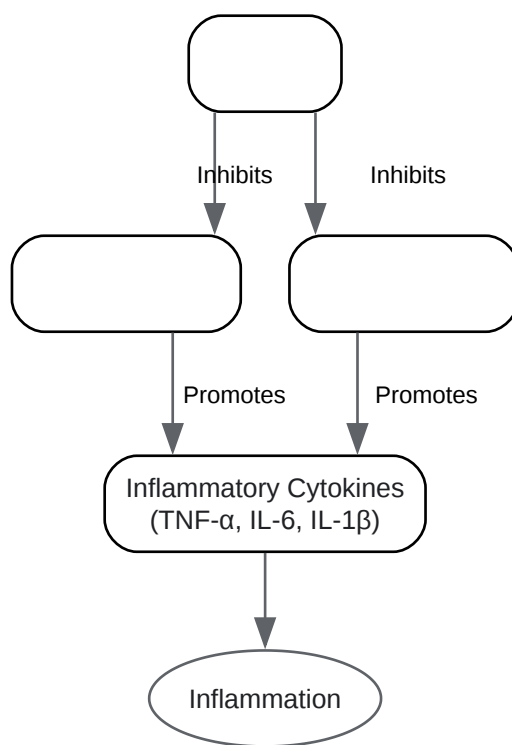 Inhibits
Inhibits
Promotes
Promotes
Inflammatory Cytokines
(TNF-α, IL-6, IL-1β)
Inflammation